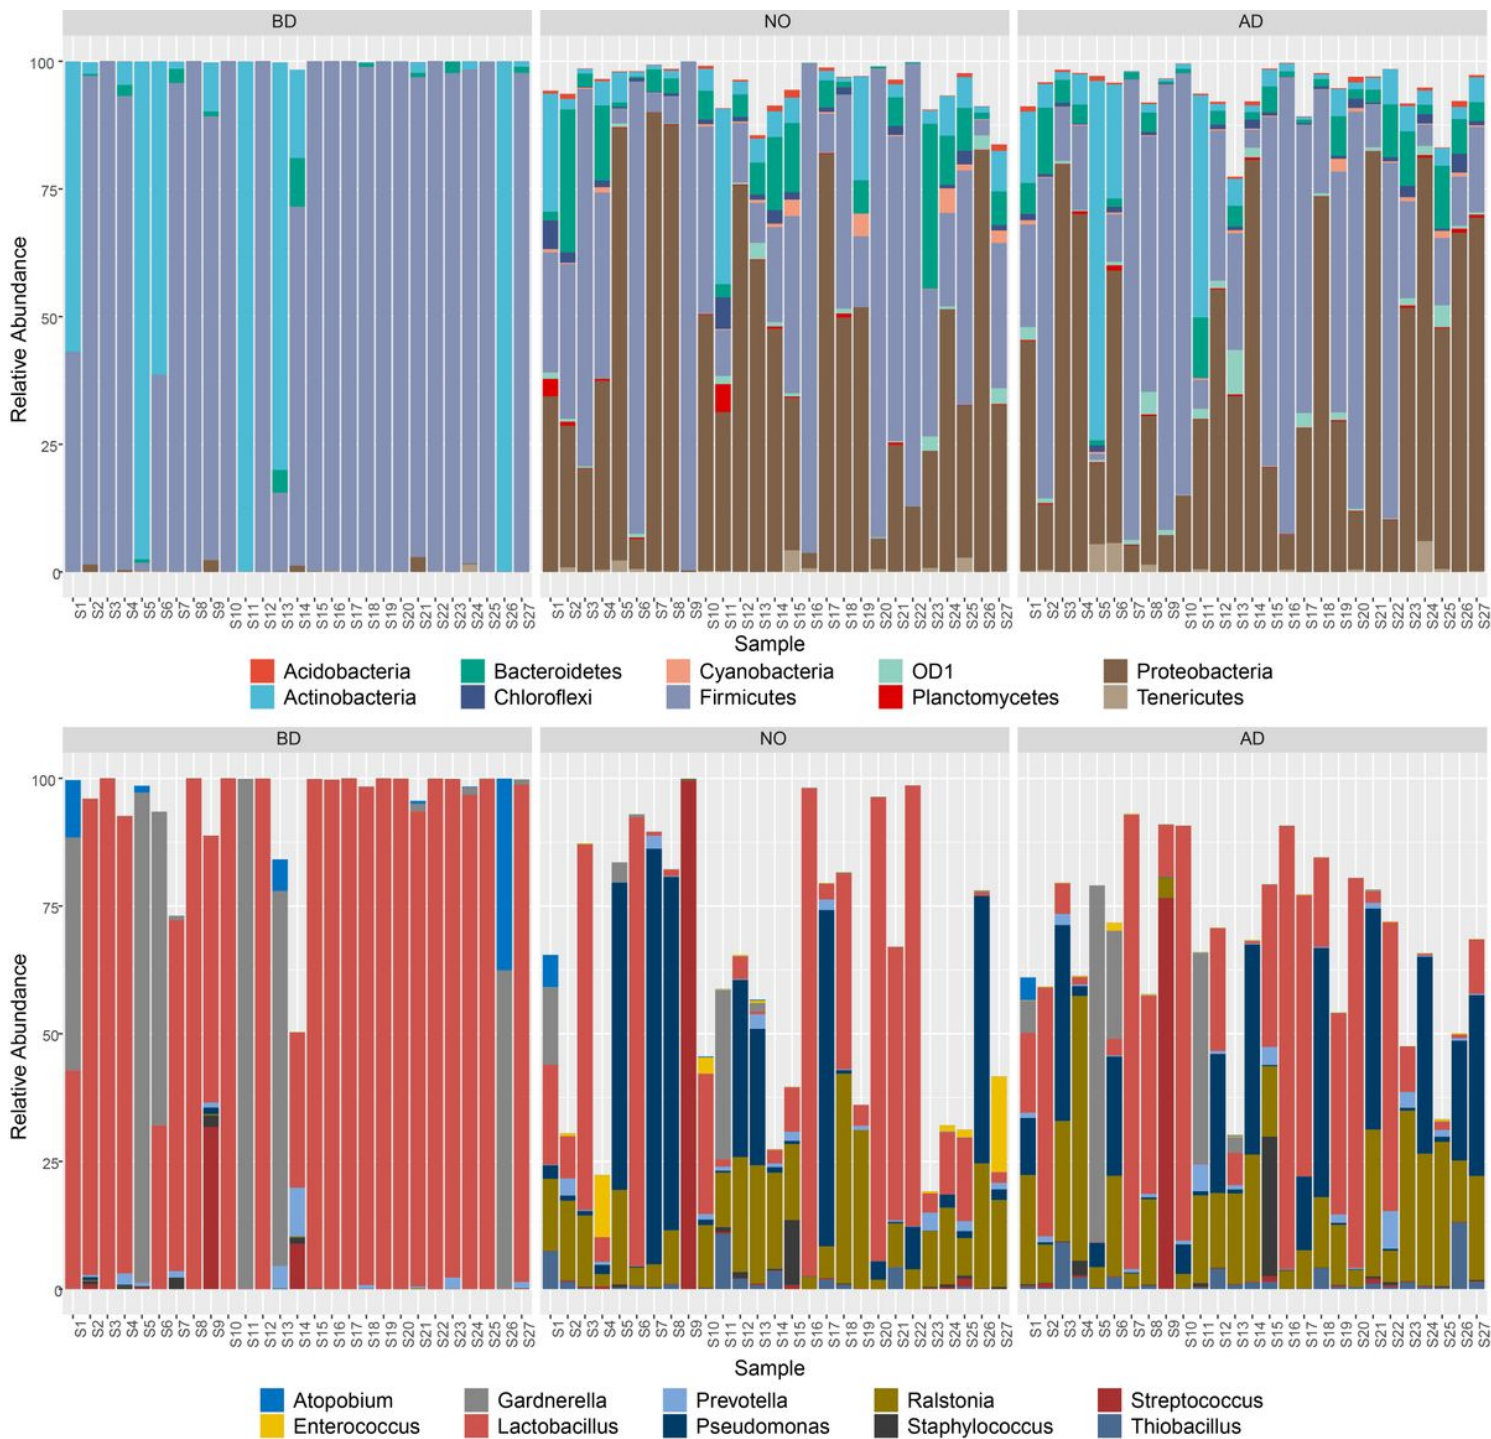 BD NO AD
100
75
50
25
0
Relative Abundance
S1 S2 S3 S4 S5 S6 S7 S8 S9 S10 S11 S12 S13 S14 S15 S16 S17 S18 S19 S20 S21 S22 S23 S24 S25 S26 S27 S1 S2 S3 S4 S5 S6 S7 S8 S9 S10 S11 S12 S13 S14 S15 S16 S17 S18 S19 S20 S21 S22 S23 S24 S25 S26 S27 S1 S2 S3 S4 S5 S6 S7 S8 S9 S10 S11 S12 S13 S14 S15 S16 S17 S18 S19 S20 S21 S22 S23 S24 S25 S26 S27
Sample
Acidobacteria Bacteroidetes Cyanobacteria OD1 Proteobacteria
Actinobacteria Chloroflexi Firmicutes Planctomycetes Tenericutes
BD NO AD
100
75
50
25
0
Relative Abundance
S1 S2 S3 S4 S5 S6 S7 S8 S9 S10 S11 S12 S13 S14 S15 S16 S17 S18 S19 S20 S21 S22 S23 S24 S25 S26 S27 S1 S2 S3 S4 S5 S6 S7 S8 S9 S10 S11 S12 S13 S14 S15 S16 S17 S18 S19 S20 S21 S22 S23 S24 S25 S26 S27 S1 S2 S3 S4 S5 S6 S7 S8 S9 S10 S11 S12 S13 S14 S15 S16 S17 S18 S19 S20 S21 S22 S23 S24 S25 S26 S27
Sample
Atopobium Gardnerella Prevotella Ralstonia Streptococcus
Enterococcus Lactobacillus Pseudomonas Staphylococcus Thiobacillus